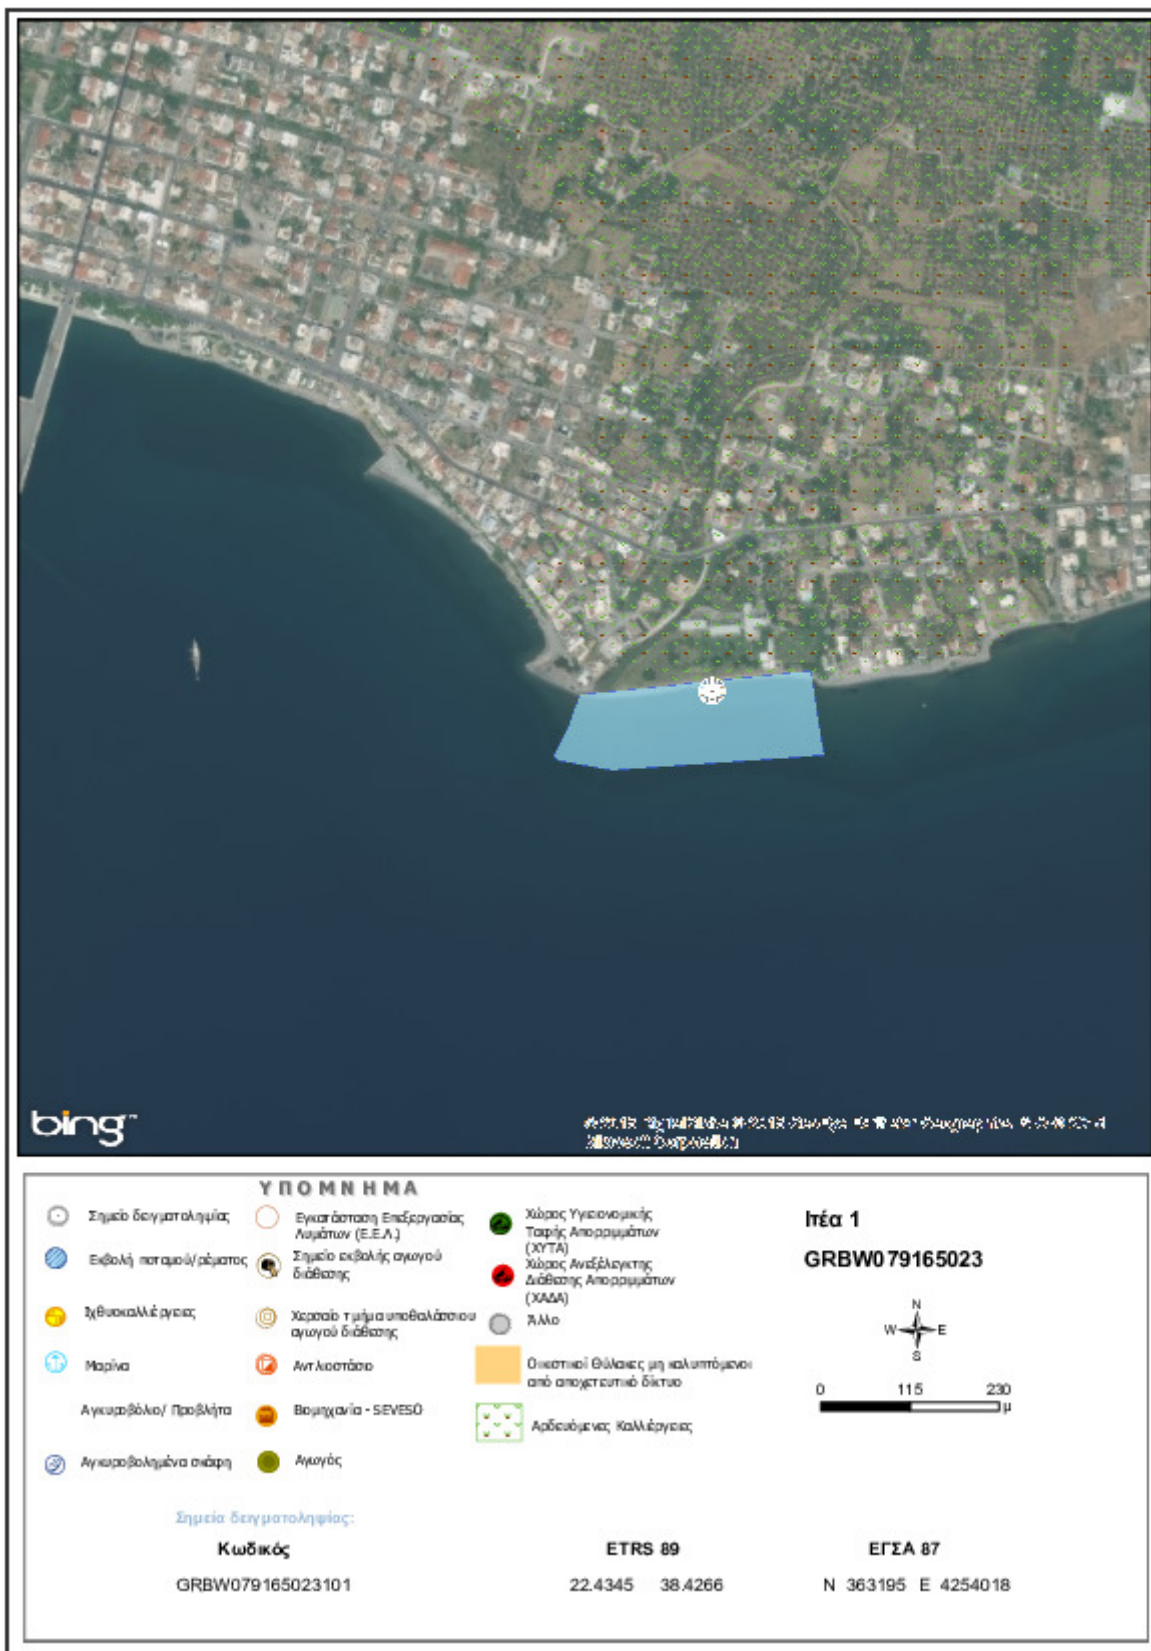 bing™
ΥΠΟΜΝΗΜΑ
Σημείο δειγματοληψίας
Εκβολή ποταμού/ρέματος
Ιχθυοκαλλιέργειες
Μαρίνα
Αγκυροβόλιο/ Προβλήτα
Αγκυροβολημένα σκάφη
Εγκατάσταση Επεξεργασίας
Λυμάτων (Ε.Ε.Λ.)
Σημείο εκβολής αγωγού
διάθεσης
Χερσαίο τμήμα υποθαλάσσιου
αγωγού διάθεσης
Αντλιοστάσιο
Βιομηχανία - SEVESO
Αγωγός
Χώρος Υγειονομικής
Ταφής Απορριμμάτων
(ΧΥΤΑ)
Χώρος Ανεξέλεγκτης
Διάθεσης Απορριμμάτων
(ΧΑΔΑ)
Άλλο
Οικιστικοί Θύλακες μη καλυπτόμενοι
από αποχετευτικό δίκτυο
Αρδευόμενες Καλλιέργειες
Ιτέα 1
GRBW079165023
N
W E
S
0 115 230
μ
Σημεία δειγματοληψίας:
Κωδικός ETRS 89 ΕΓΣΑ 87
GRBW079165023101 22.4345 38.4266 N 363195 E 4254018